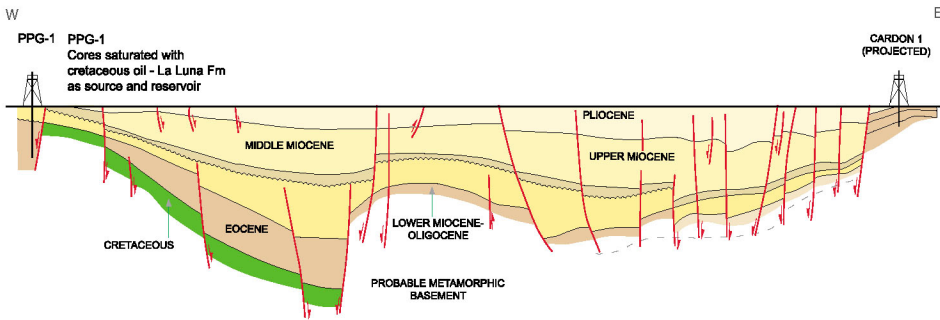 W
E
PPG-1
PPG-1
Cores saturated with
cretaceous oil - La Luna Fm
as source and reservoir
CARDON 1
(PROJECTED)
PLIOCENE
MIDDLE MIOCENE
UPPER MIOCENE
LOWER MIOCENE-
OLIGOCENE
EOCENE
CRETACEOUS
PROBABLE METAMORPHIC
BASEMENT